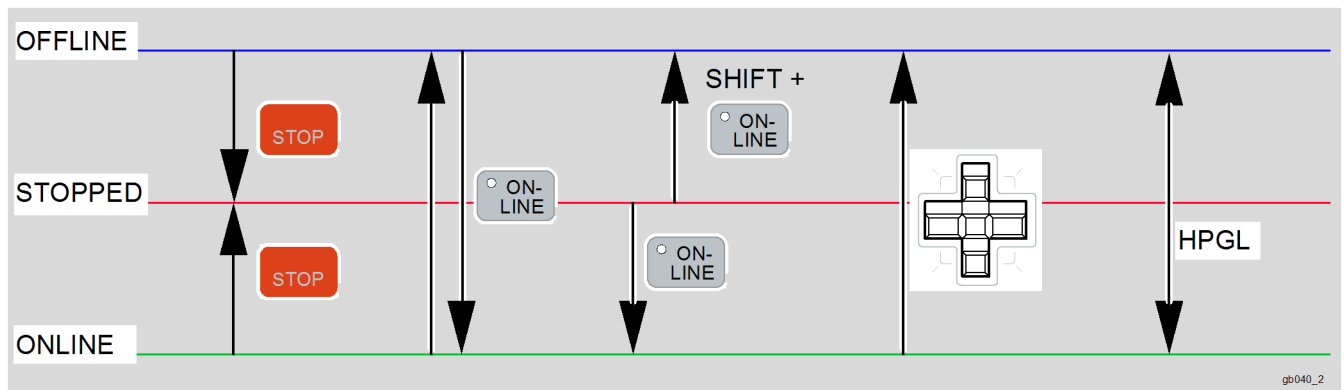 OFFLINE
SHIFT +
ON-
LINE
STOP
STOPPED
ON-
LINE
HPGL
ON-
LINE
STOP
ONLINE
gb040_2